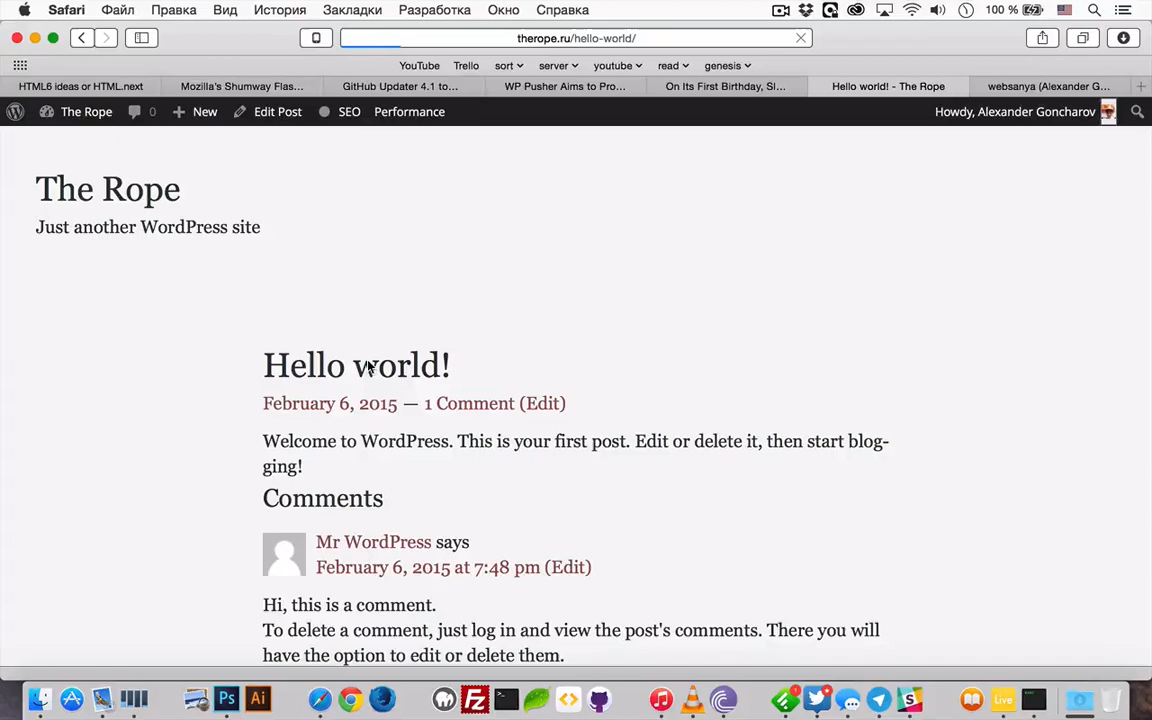 Safari Файл Правка Вид История Закладки Разработка Окно Справка 100 %
therope.ru/hello-world/
YouTube Trello sort server youtube read genesis
HTML6 ideas or HTML.next Mozilla's Shumway Flas... GitHub Updater 4.1 to... WP Pusher Aims to Pro... On Its First Birthday, SI... Hello world! - The Rope websanya (Alexander G...
The Rope 0 New Edit Post SEO Performance Howdy, Alexander Goncharov
The Rope
Just another WordPress site
Hello world!
February 6, 2015 — 1 Comment (Edit)
Welcome to WordPress. This is your first post. Edit or delete it, then start blog-
ging!
Comments
Mr WordPress says
February 6, 2015 at 7:48 pm (Edit)
Hi, this is a comment.
To delete a comment, just log in and view the post's comments. There you will
have the option to edit or delete them.
Ps Ai Fz Live